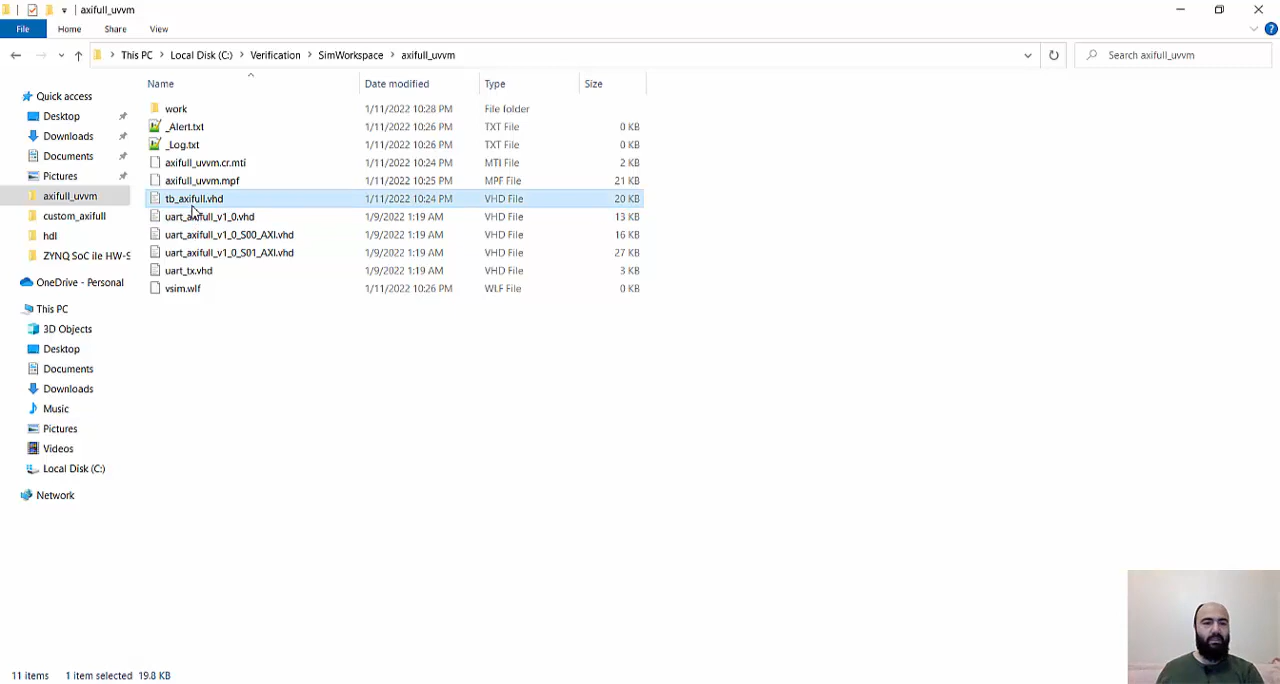 axifull_uvvm
File Home Share View
This PC Local Disk (C:) Verification SimWorkspace axifull_uvvm
Search axifull_uvvm
Name Date modified Type Size
Quick access
Desktop
Downloads
Documents
Pictures
axifull_uvvm
custom_axifull
hdl
ZYNQ SoC ile HW-S
OneDrive - Personal
This PC
3D Objects
Desktop
Documents
Downloads
Music
Pictures
Videos
Local Disk (C:)
Network
work 1/11/2022 10:28 PM File folder
_Alert.txt 1/11/2022 10:26 PM TXT File 0 KB
_Log.txt 1/11/2022 10:26 PM TXT File 0 KB
axifull_uvvm.cr.mti 1/11/2022 10:24 PM MTI File 2 KB
axifull_uvvm.mpf 1/11/2022 10:25 PM MPF File 21 KB
tb_axifull.vhd 1/11/2022 10:24 PM VHD File 20 KB
uart_axifull_v1_0.vhd 1/9/2022 1:19 AM VHD File 13 KB
uart_axifull_v1_0_S00_AXI.vhd 1/9/2022 1:19 AM VHD File 16 KB
uart_axifull_v1_0_S01_AXI.vhd 1/9/2022 1:19 AM VHD File 27 KB
uart_tx.vhd 1/9/2022 1:19 AM VHD File 3 KB
vsim.wlf 1/11/2022 10:26 PM WLF File 0 KB
11 items 1 item selected 19.8 KB